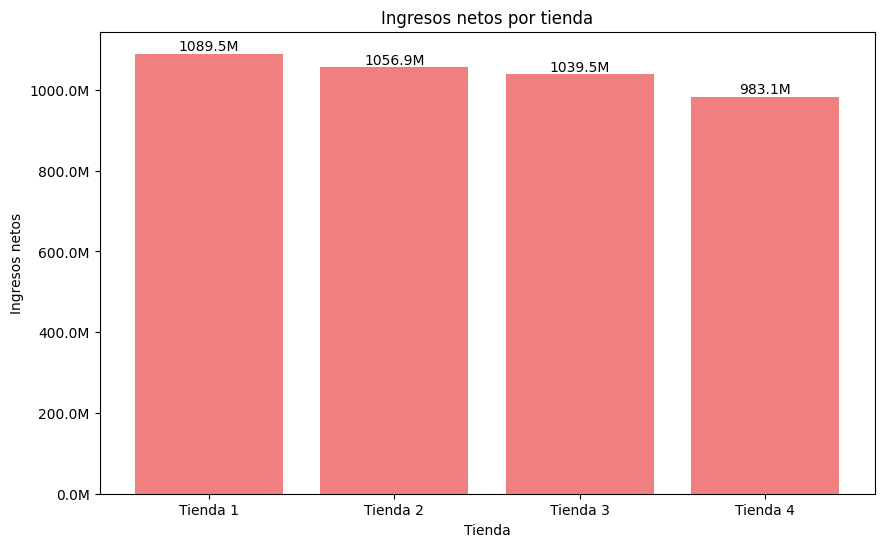 Ingresos netos por tienda
1089.5M
1056.9M
1039.5M
983.1M
1000.0M
800.0M
600.0M
400.0M
200.0M
0.0M
Ingresos netos
Tienda 1
Tienda 2
Tienda 3
Tienda 4
Tienda